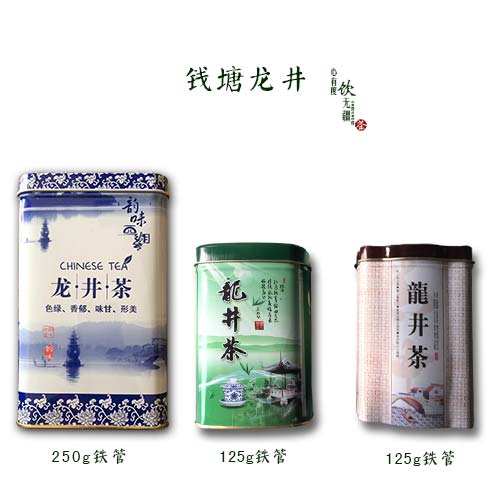 钱塘龙井
心有度
饮无疆
茶
韵味
西湖
CHINESE TEA
龙·井·茶
色绿、香郁、味甘、形美
龍井茶
龍井茶
250g铁管
125g铁管
125g铁管